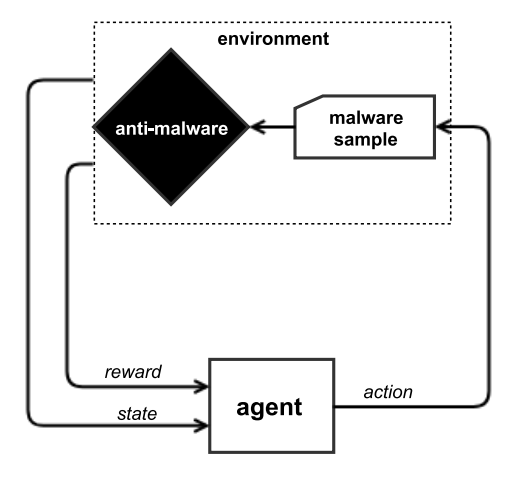 environment
anti-malware
malware
sample
reward
state
agent
action